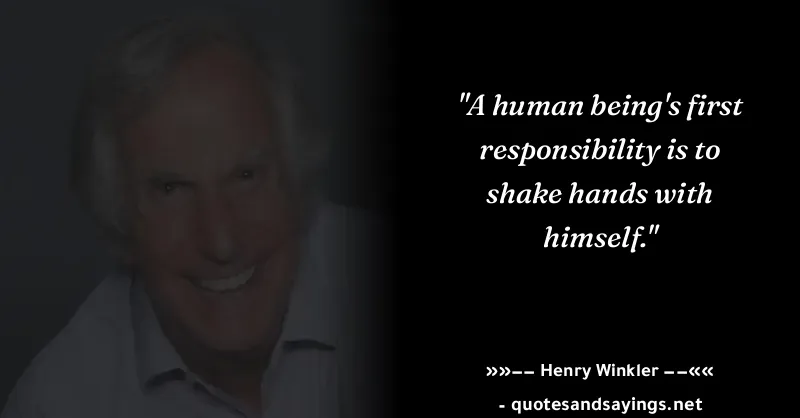 "A human being's first
responsibility is to
shake hands with
himself."
»»−− Henry Winkler −−««
- quotesandsayings.net